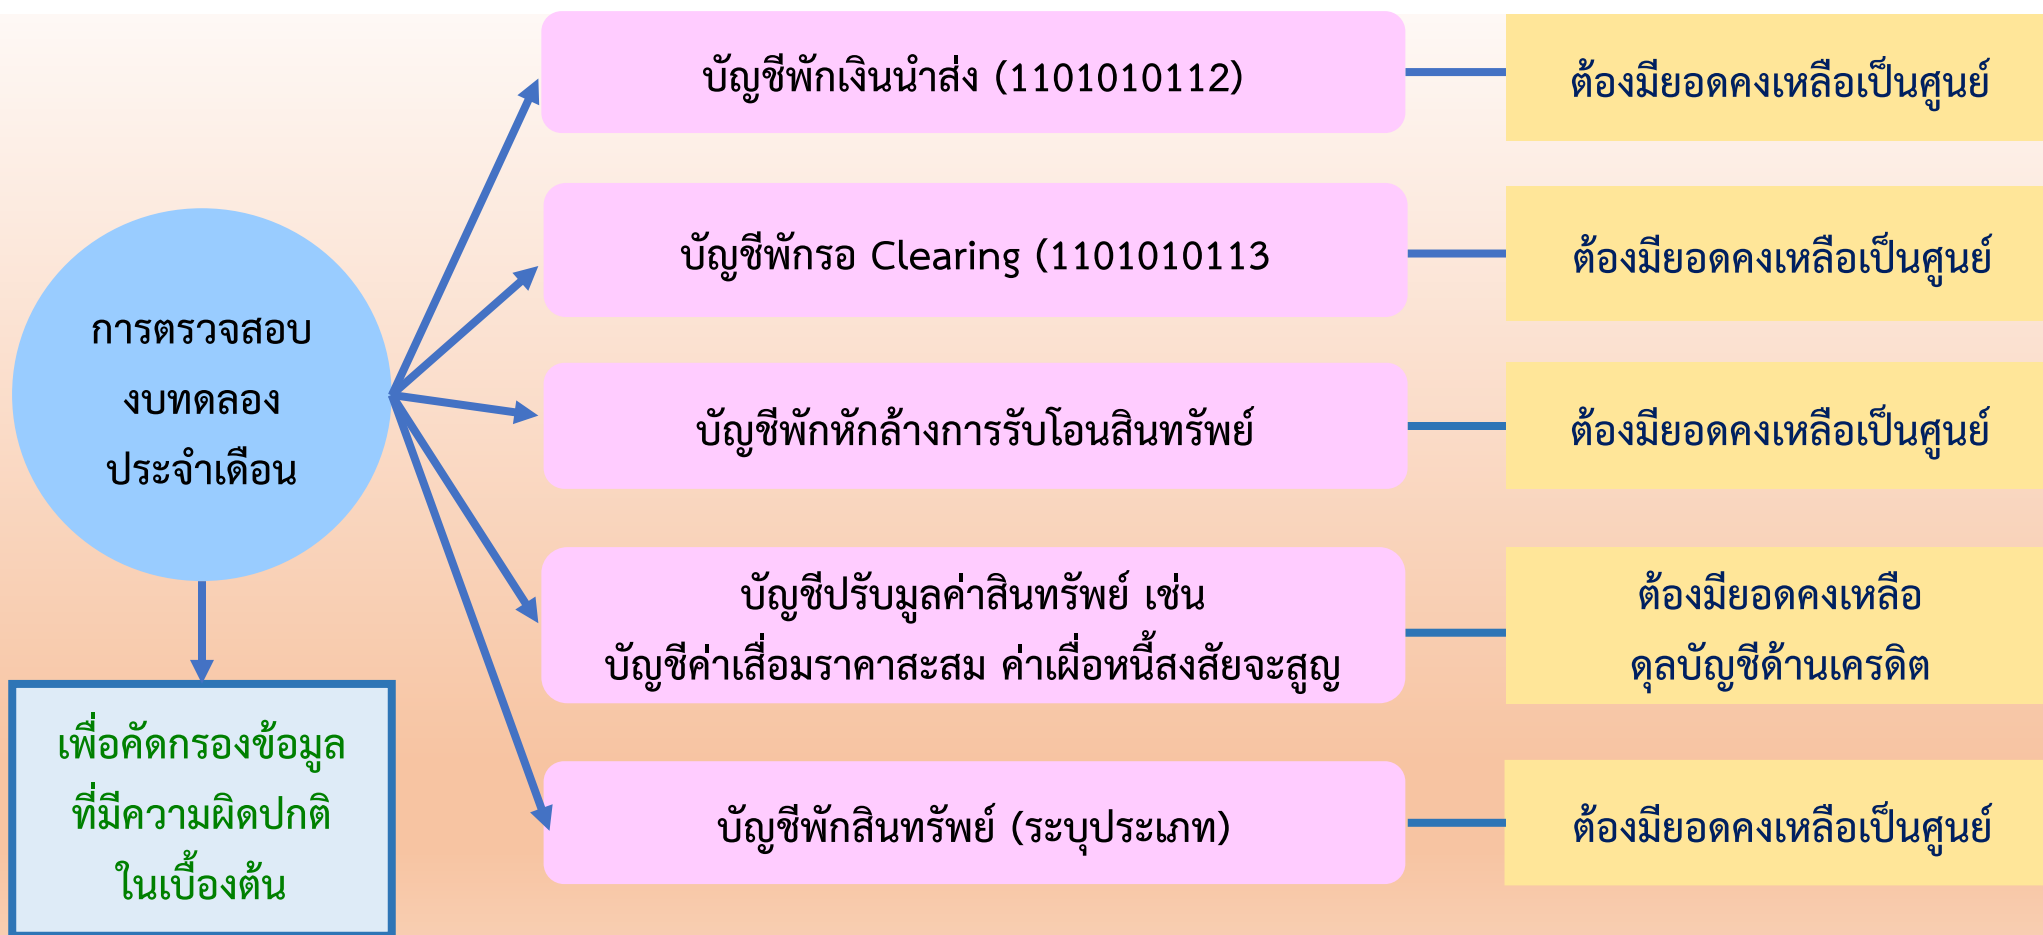 การตรวจสอบ
งบทดลอง
ประจำเดือน
เพื่อคัดกรองข้อมูล
ที่มีความผิดปกติ
ในเบื้องต้น
บัญชีพักเงินนำส่ง (1101010112)
ต้องมียอดคงเหลือเป็นศูนย์
บัญชีพักรอ Clearing (1101010113
ต้องมียอดคงเหลือเป็นศูนย์
บัญชีพักหักล้างการรับโอนสินทรัพย์
ต้องมียอดคงเหลือเป็นศูนย์
บัญชีปรับมูลค่าสินทรัพย์ เช่น
บัญชีค่าเสื่อมราคาสะสม ค่าเผื่อหนี้สงสัยจะสูญ
ต้องมียอดคงเหลือ
ดุลบัญชีด้านเครดิต
บัญชีพักสินทรัพย์ (ระบุประเภท)
ต้องมียอดคงเหลือเป็นศูนย์